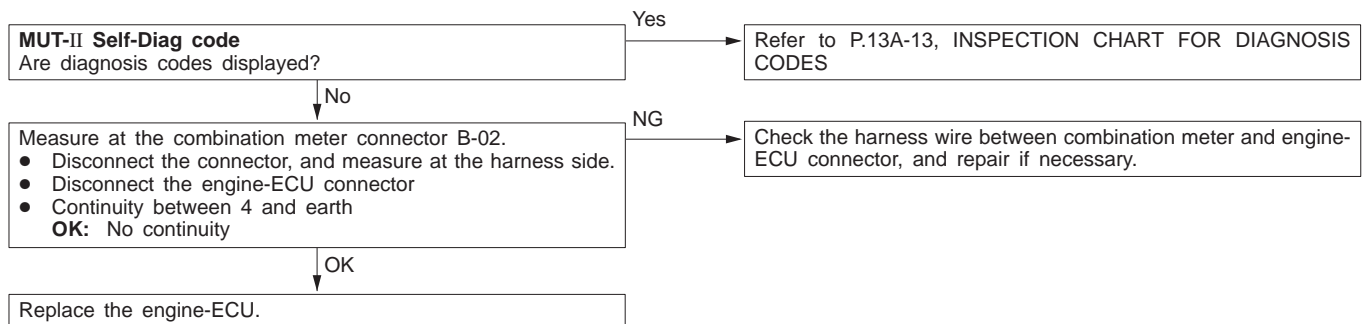 Yes
MUT-II Self-Diag code
Are diagnosis codes displayed?
Refer to P.13A-13, INSPECTION CHART FOR DIAGNOSIS
CODES
No
NG
Measure at the combination meter connector B-02.
● Disconnect the connector, and measure at the harness side.
● Disconnect the engine-ECU connector
● Continuity between 4 and earth
OK: No continuity
Check the harness wire between combination meter and engine-
ECU connector, and repair if necessary.
OK
Replace the engine-ECU.